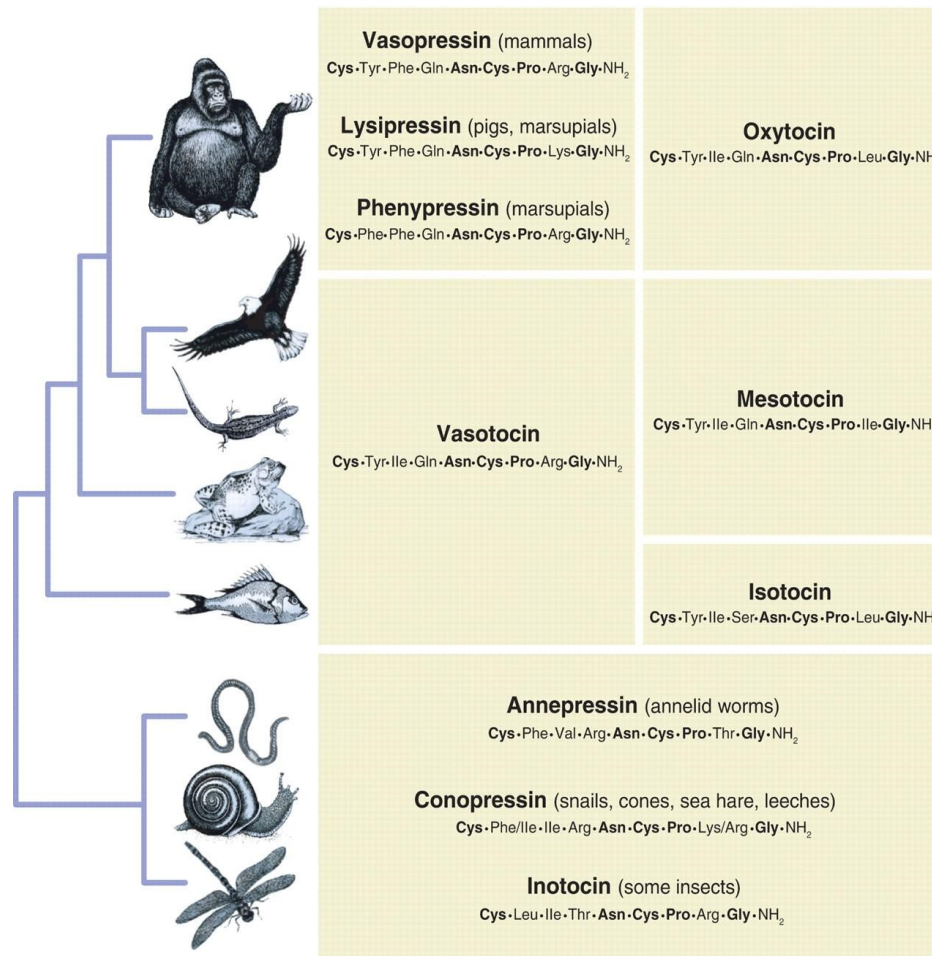 Vasopressin (mammals)
Cys·Tyr·Phe·Gln·Asn·Cys·Pro·Arg·Gly·NH₂
Lysipressin (pigs, marsupials)
Cys·Tyr·Phe·Gln·Asn·Cys·Pro·Lys·Gly·NH₂
Phenypressin (marsupials)
Cys·Phe·Phe·Gln·Asn·Cys·Pro·Arg·Gly·NH₂
Oxytocin
Cys·Tyr·Ile·Gln·Asn·Cys·Pro·Leu·Gly·NH
Vasotocin
Cys·Tyr·Ile·Gln·Asn·Cys·Pro·Arg·Gly·NH₂
Mesotocin
Cys·Tyr·Ile·Gln·Asn·Cys·Pro·Ile·Gly·NH
Isotocin
Cys·Tyr·Ile·Ser·Asn·Cys·Pro·Leu·Gly·NH
Annepressin (annelid worms)
Cys·Phe·Val·Arg·Asn·Cys·Pro·Thr·Gly·NH₂
Conopressin (snails, cones, sea hare, leeches)
Cys·Phe/Ile·Ile·Arg·Asn·Cys·Pro·Lys/Arg·Gly·NH₂
Inotocin (some insects)
Cys·Leu·Ile·Thr·Asn·Cys·Pro·Arg·Gly·NH₂